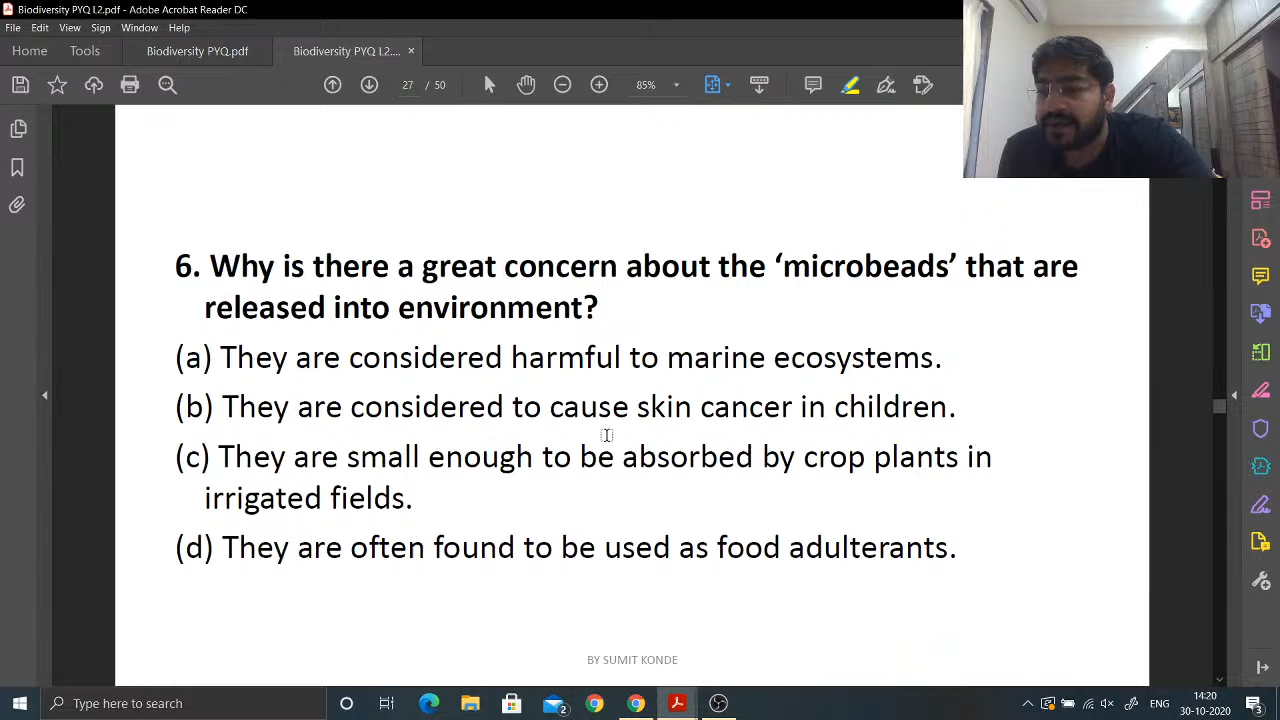 Biodiversity PYQ L2.pdf - Adobe Acrobat Reader DC
File Edit View Sign Window Help
Home Tools Biodiversity PYQ.pdf Biodiversity PYQ L2.... ×
27 / 50 85%
6. Why is there a great concern about the ‘microbeads’ that are
released into environment?
(a) They are considered harmful to marine ecosystems.
(b) They are considered to cause skin cancer in children.
(c) They are small enough to be absorbed by crop plants in
irrigated fields.
(d) They are often found to be used as food adulterants.
BY SUMIT KONDE
Type here to search
2
ENG
14:20
30-10-2020
3